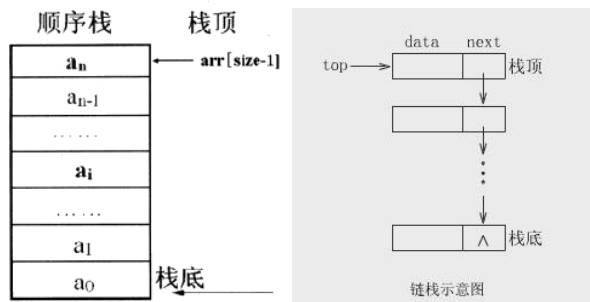 顺序栈 栈顶
an arr[size-1]
an-1
……
ai
……
a1
a0 栈底
data next
top 栈顶
∧ 栈底
链栈示意图